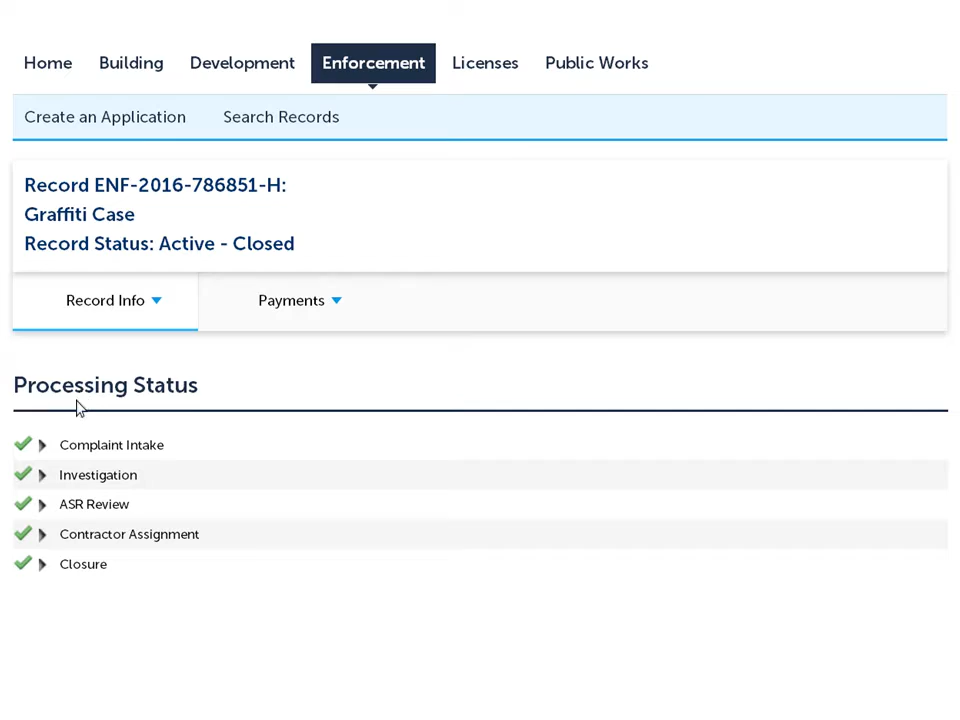 Home Building Development Enforcement Licenses Public Works
Create an Application Search Records
Record ENF-2016-786851-H:
Graffiti Case
Record Status: Active - Closed
Record Info Payments
Processing Status
Complaint Intake
Investigation
ASR Review
Contractor Assignment
Closure